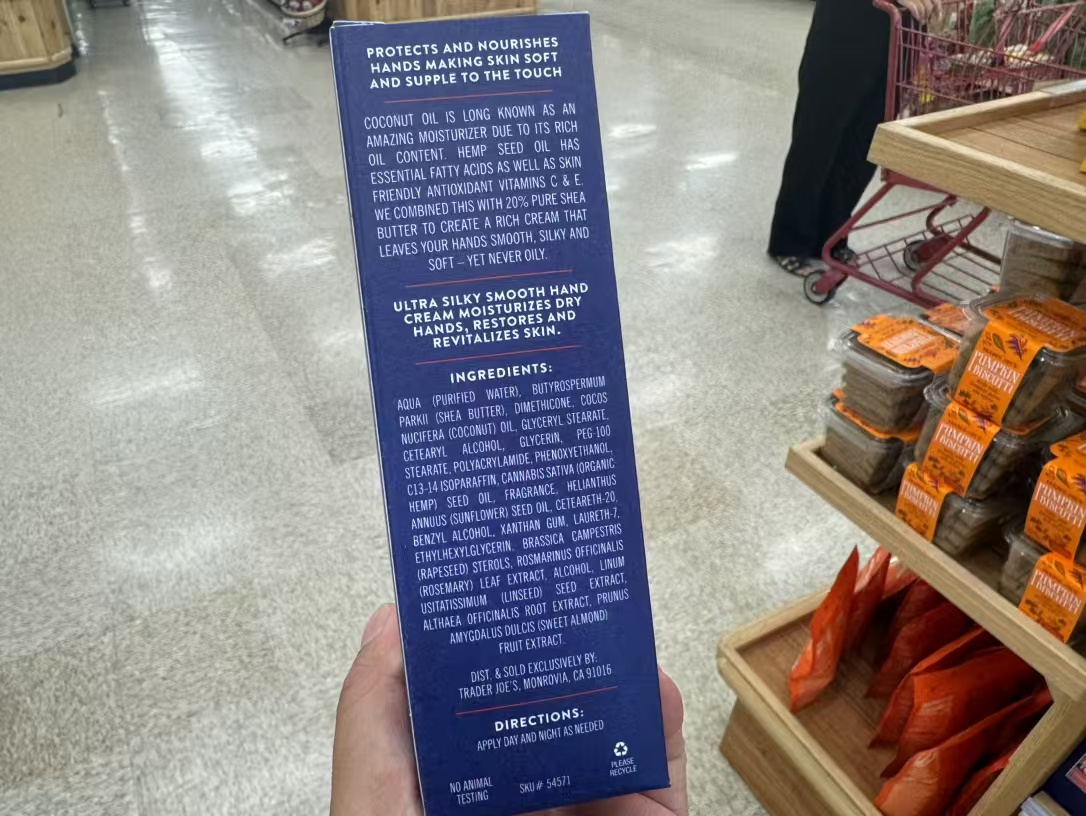 PROTECTS AND NOURISHES
HANDS MAKING SKIN SOFT
AND SUPPLE TO THE TOUCH
COCONUT OIL IS LONG KNOWN AS AN
AMAZING MOISTURIZER DUE TO ITS RICH
OIL CONTENT. HEMP SEED OIL HAS
ESSENTIAL FATTY ACIDS AS WELL AS SKIN
FRIENDLY ANTIOXIDANT VITAMINS C & E.
WE COMBINED THIS WITH 20% PURE SHEA
BUTTER TO CREATE A RICH CREAM THAT
LEAVES YOUR HANDS SMOOTH, SILKY AND
SOFT – YET NEVER OILY.
ULTRA SILKY SMOOTH HAND
CREAM MOISTURIZES DRY
HANDS, RESTORES AND
REVITALIZES SKIN.
INGREDIENTS:
AQUA (PURIFIED WATER), BUTYROSPERMUM
PARKII (SHEA BUTTER), DIMETHICONE, COCOS
NUCIFERA (COCONUT) OIL, GLYCERYL STEARATE,
CETEARYL ALCOHOL, GLYCERIN, PEG-100
STEARATE, POLYACRYLAMIDE, PHENOXYETHANOL,
C13-14 ISOPARAFFIN, CANNABIS SATIVA (ORGANIC
HEMP) SEED OIL, FRAGRANCE, HELIANTHUS
ANNUUS (SUNFLOWER) SEED OIL, CETEARETH-20,
BENZYL ALCOHOL, XANTHAN GUM, LAURETH-7,
ETHYLHEXYLGLYCERIN, BRASSICA CAMPESTRIS
(RAPESEED) STEROLS, ROSMARINUS OFFICINALIS
(ROSEMARY) LEAF EXTRACT, ALCOHOL, LINUM
USITATISSIMUM (LINSEED) SEED EXTRACT,
ALTHAEA OFFICINALIS ROOT EXTRACT, PRUNUS
AMYGDALUS DULCIS (SWEET ALMOND)
FRUIT EXTRACT.
DIST. & SOLD EXCLUSIVELY BY:
TRADER JOE'S, MONROVIA, CA 91016
DIRECTIONS:
APPLY DAY AND NIGHT AS NEEDED
NO ANIMAL
TESTING
SKU# 54571
PLEASE
RECYCLE
PUMPKIN
BISCOTTI
PUMPKIN
BISCOTTI
PUMPKIN
BISCOTTI
PUMPKIN
BISCOTTI
PUMPKIN
BISCOTTI